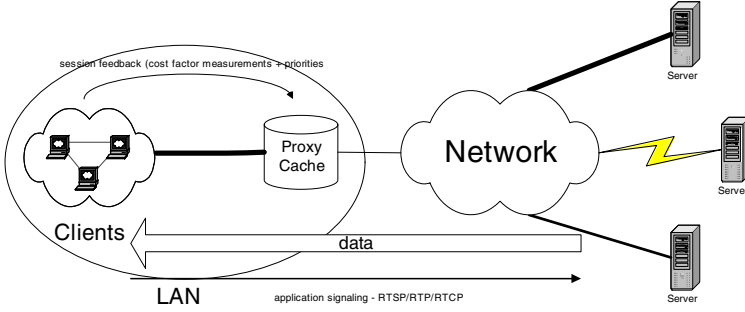 session feedback (cost factor measurements + priorities
Server
Proxy
Cache
Network
Server
Clients
data
LAN
application signaling - RTSP/RTP/RTCP
Server